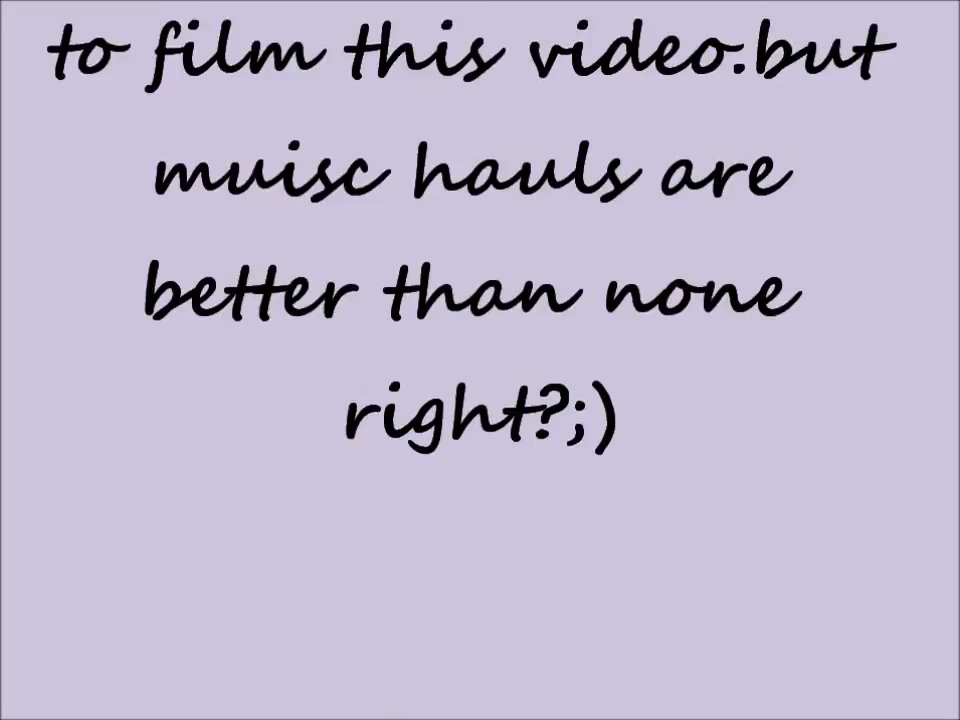 to film this video.but
muisc hauls are
better than none
right?;)